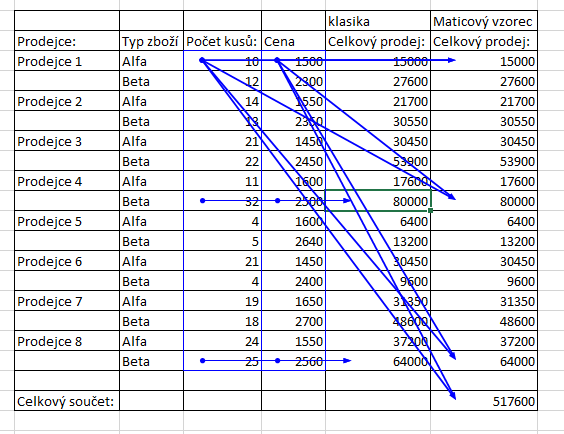 klasika Maticový vzorec
Prodejce: Typ zboží Počet kusů: Cena Celkový prodej: Celkový prodej:
Prodejce 1 Alfa 10 1500 15000 15000
Beta 12 2300 27600 27600
Prodejce 2 Alfa 14 1550 21700 21700
Beta 13 2350 30550 30550
Prodejce 3 Alfa 21 1450 30450 30450
Beta 22 2450 53900 53900
Prodejce 4 Alfa 11 1600 17600 17600
Beta 32 2500 80000 80000
Prodejce 5 Alfa 4 1600 6400 6400
Beta 5 2640 13200 13200
Prodejce 6 Alfa 21 1450 30450 30450
Beta 4 2400 9600 9600
Prodejce 7 Alfa 19 1650 31350 31350
Beta 18 2700 48600 48600
Prodejce 8 Alfa 24 1550 37200 37200
Beta 25 2560 64000 64000
Celkový součet: 517600